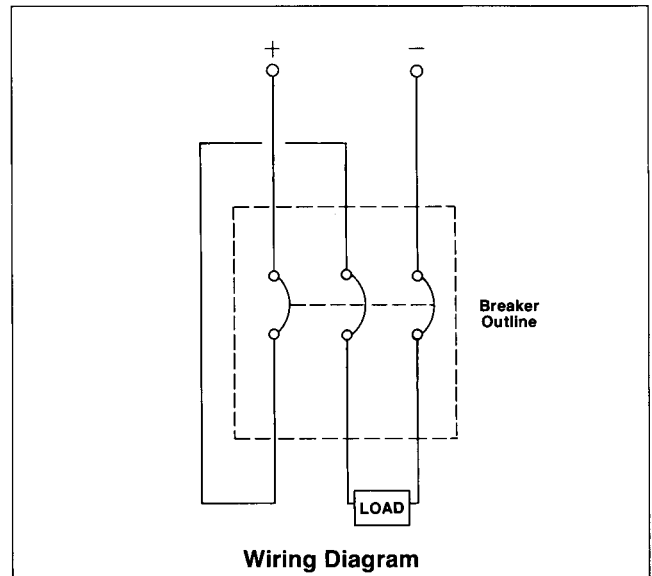 + −
Breaker
Outline
LOAD
Wiring Diagram